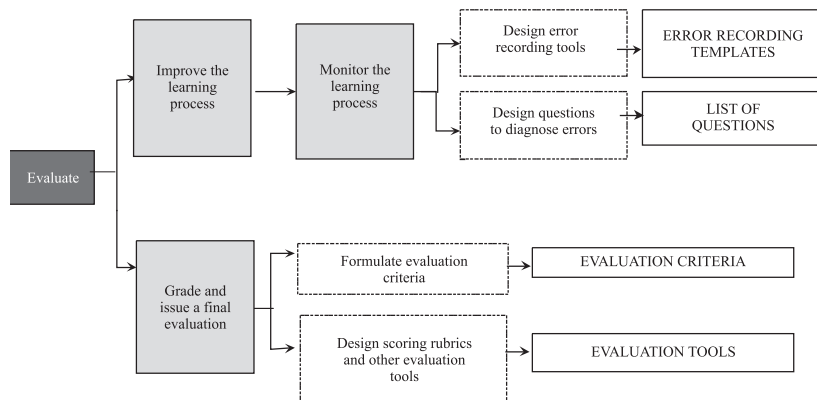 Evaluate
Improve the
learning
process
Monitor the
learning
process
Design error
recording tools
ERROR RECORDING
TEMPLATES
Design questions
to diagnose errors
LIST OF
QUESTIONS
Grade and
issue a final
evaluation
Formulate evaluation
criteria
EVALUATION CRITERIA
Design scoring rubrics
and other evaluation
tools
EVALUATION TOOLS